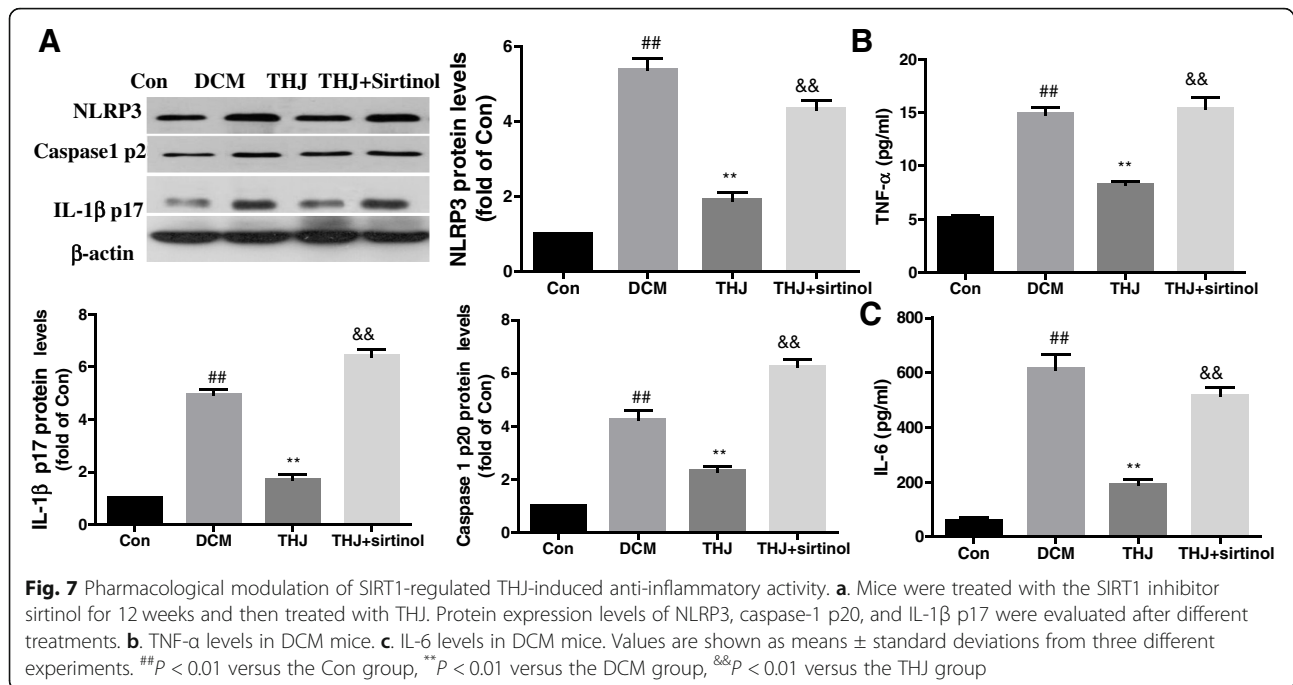 A
Con DCM THJ THJ+Sirtinol
NLRP3
Caspase1 p2
IL-1β p17
β-actin
NLRP3 protein levels
(fold of Con)
6
4
2
0
##
**
&&
Con DCM THJ THJ+sirtinol
B
TNF-α (pg/ml)
20
15
10
5
0
##
**
&&
Con DCM THJ THJ+sirtinol
IL-1β p17 protein levels
(fold of Con)
8
6
4
2
0
##
**
&&
Con DCM THJ THJ+sirtinol
Caspase 1 p20 protein levels
(fold of Con)
8
6
4
2
0
##
**
&&
Con DCM THJ THJ+sirtinol
C
IL-6 (pg/ml)
800
600
400
200
0
##
**
&&
Con DCM THJ THJ+sirtinol
Fig. 7 Pharmacological modulation of SIRT1-regulated THJ-induced anti-inflammatory activity. a. Mice were treated with the SIRT1 inhibitor
sirtinol for 12 weeks and then treated with THJ. Protein expression levels of NLRP3, caspase-1 p20, and IL-1β p17 were evaluated after different
treatments. b. TNF-α levels in DCM mice. c. IL-6 levels in DCM mice. Values are shown as means ± standard deviations from three different
experiments. ##P < 0.01 versus the Con group, **P < 0.01 versus the DCM group, &&P < 0.01 versus the THJ group